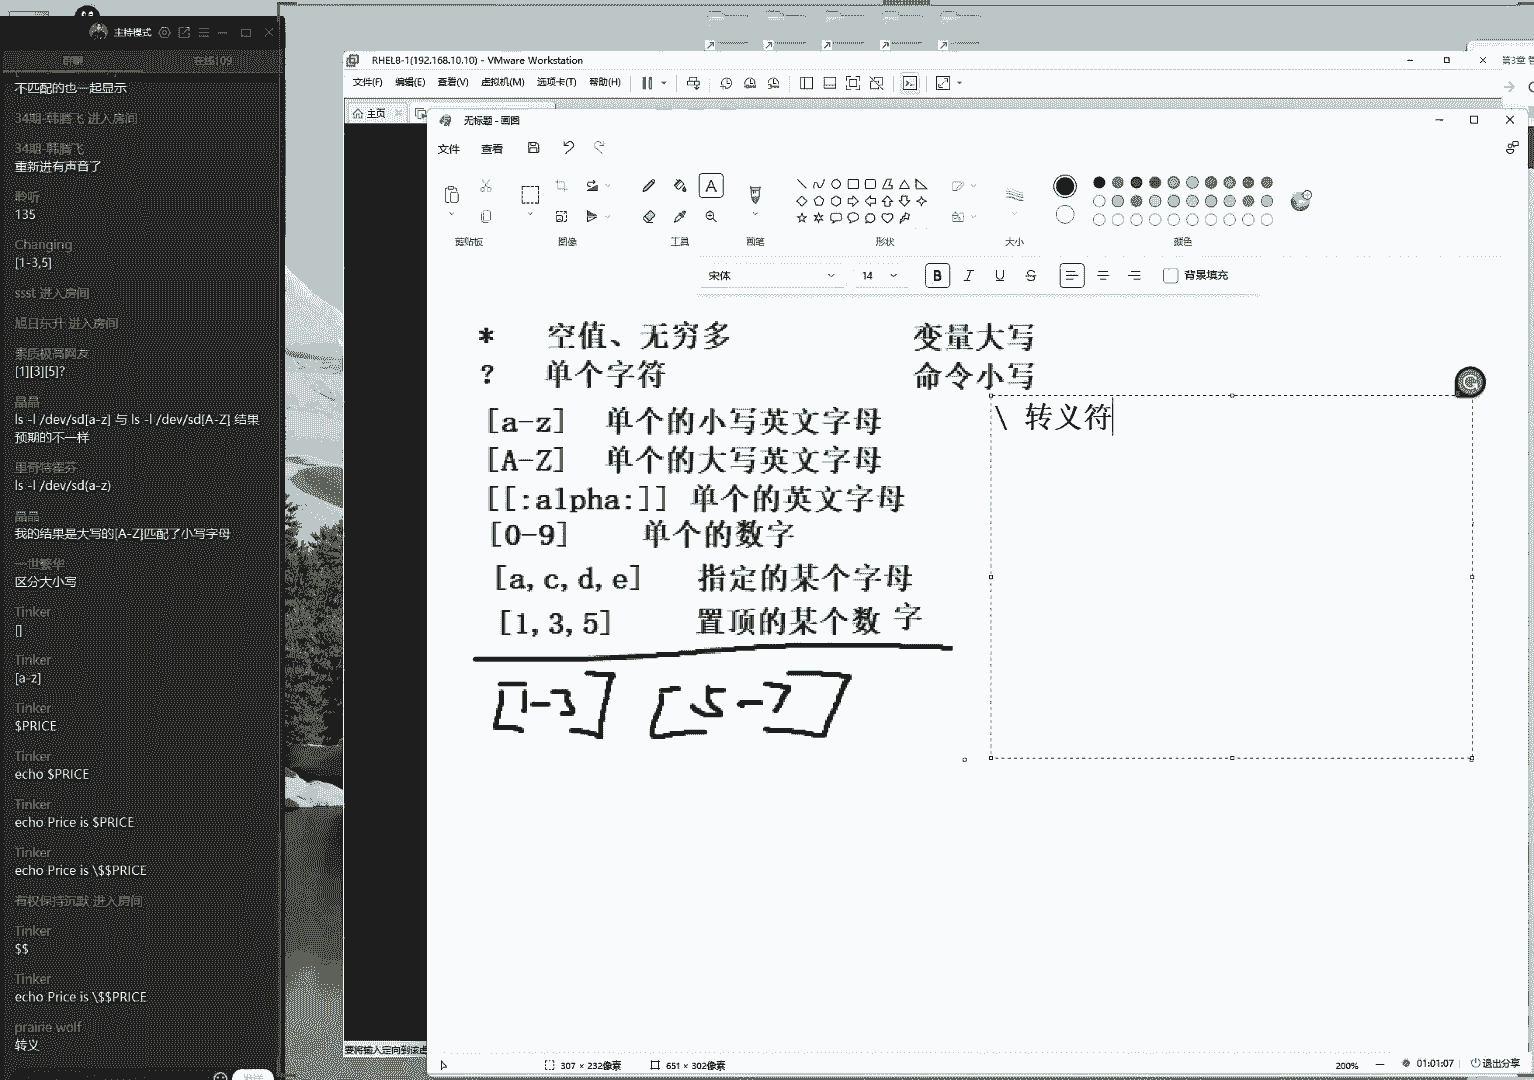 主持模式
群聊
在线109
不匹配的也一起显示
34期-韩腾飞 进入房间
34期-韩腾飞
重新进有声音了
聆听
135
Changing
[1-3,5]
ssst 进入房间
旭日东升 进入房间
素质极高网友
[1][3][5]?
晶晶
ls -l /dev/sd[a-z] 与 ls -l /dev/sd[A-Z] 结果
预期的不一样
里奇特霍芬
ls -l /dev/sd(a-z)
晶晶
我的结果是大写的[A-Z]匹配了小写字母
一世繁华
区分大小写
Tinker
[]
Tinker
[a-z]
Tinker
$PRICE
Tinker
echo $PRICE
Tinker
echo Price is $PRICE
Tinker
echo Price is \$$PRICE
有权保持沉默 进入房间
Tinker
$$
Tinker
echo Price is \$$PRICE
prairie wolf
转义
发送
RHEL8-1(192.168.10.10) - VMware Workstation
第3章 管
文件(F) 编辑(E) 查看(V) 虚拟机(M) 选项卡(T) 帮助(H)
主页
无标题 - 画图
文件 查看
剪贴板 图像 工具 画笔 形状 大小 颜色
宋体 14 B I U S 背景填充
* 空值、无穷多 变量大写
? 单个字符 命令小写
\ 转义符
[a-z] 单个的小写英文字母
[A-Z] 单个的大写英文字母
[[:alpha:]] 单个的英文字母
[0-9] 单个的数字
[a,c,d,e] 指定的某个字母
[1,3,5] 置顶的某个数 字
[1-3] [5-7]
要将输入定向到该虚
307 × 232像素 651 × 302像素 200% 01:01:07 退出分享